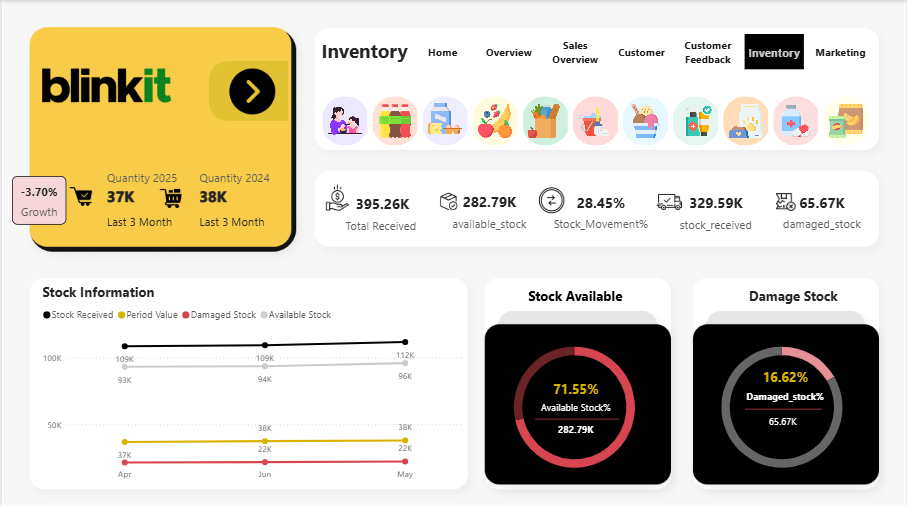 blinkit
Quantity 2025
37K
Last 3 Month
Quantity 2024
38K
Last 3 Month
-3.70%
Growth
Inventory
Home
Overview
Sales
Overview
Customer
Customer
Feedback
Inventory
Marketing
395.26K
Total Received
282.79K
available_stock
28.45%
Stock_Movement%
329.59K
stock_received
65.67K
damaged_stock
Stock Information
Stock Received Period Value Damaged Stock Available Stock
100K
50K
109K 109K 112K
93K 94K 96K
37K 38K 38K
22K 22K
Apr Jun May
Stock Available
71.55%
Available Stock%
282.79K
Damage Stock
16.62%
Damaged_stock%
65.67K